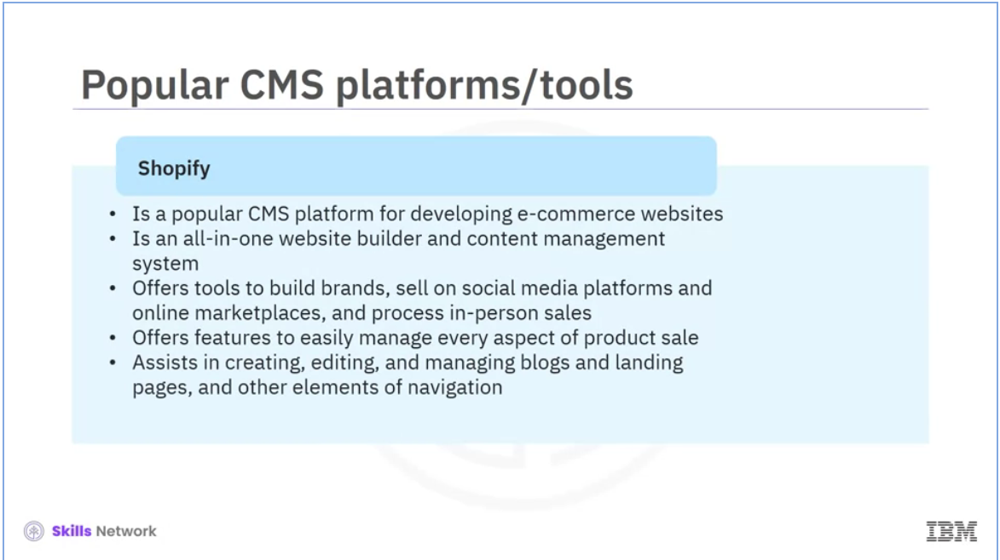 Popular CMS platforms/tools
Shopify
• Is a popular CMS platform for developing e-commerce websites
• Is an all-in-one website builder and content management
system
• Offers tools to build brands, sell on social media platforms and
online marketplaces, and process in-person sales
• Offers features to easily manage every aspect of product sale
• Assists in creating, editing, and managing blogs and landing
pages, and other elements of navigation
Skills Network
IBM